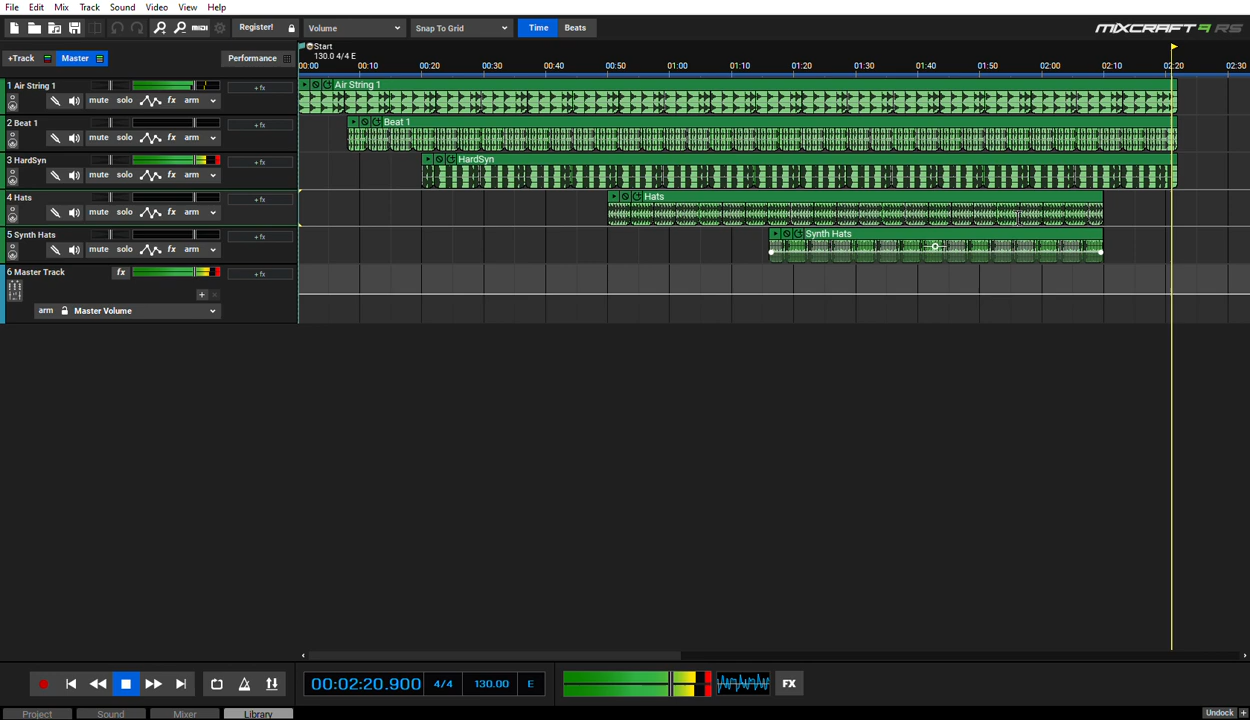 File Edit Mix Track Sound Video View Help
Register! Volume Snap To Grid Time Beats MIXCRAFT 9 RS
+Track Master Performance
Start
130.0 4/4 E
00:00 00:10 00:20 00:30 00:40 00:50 01:00 01:10 01:20 01:30 01:40 01:50 02:00 02:10 02:20 02:30
1 Air String 1 +fx Air String 1
mute solo fx arm
2 Beat 1 +fx Beat 1
mute solo fx arm
3 HardSyn +fx HardSyn
mute solo fx arm
4 Hats +fx Hats
mute solo fx arm
5 Synth Hats +fx Synth Hats
mute solo fx arm
6 Master Track fx +fx
arm Master Volume
00:02:20.900 4/4 130.00 E FX
Project Sound Mixer Library Undock +